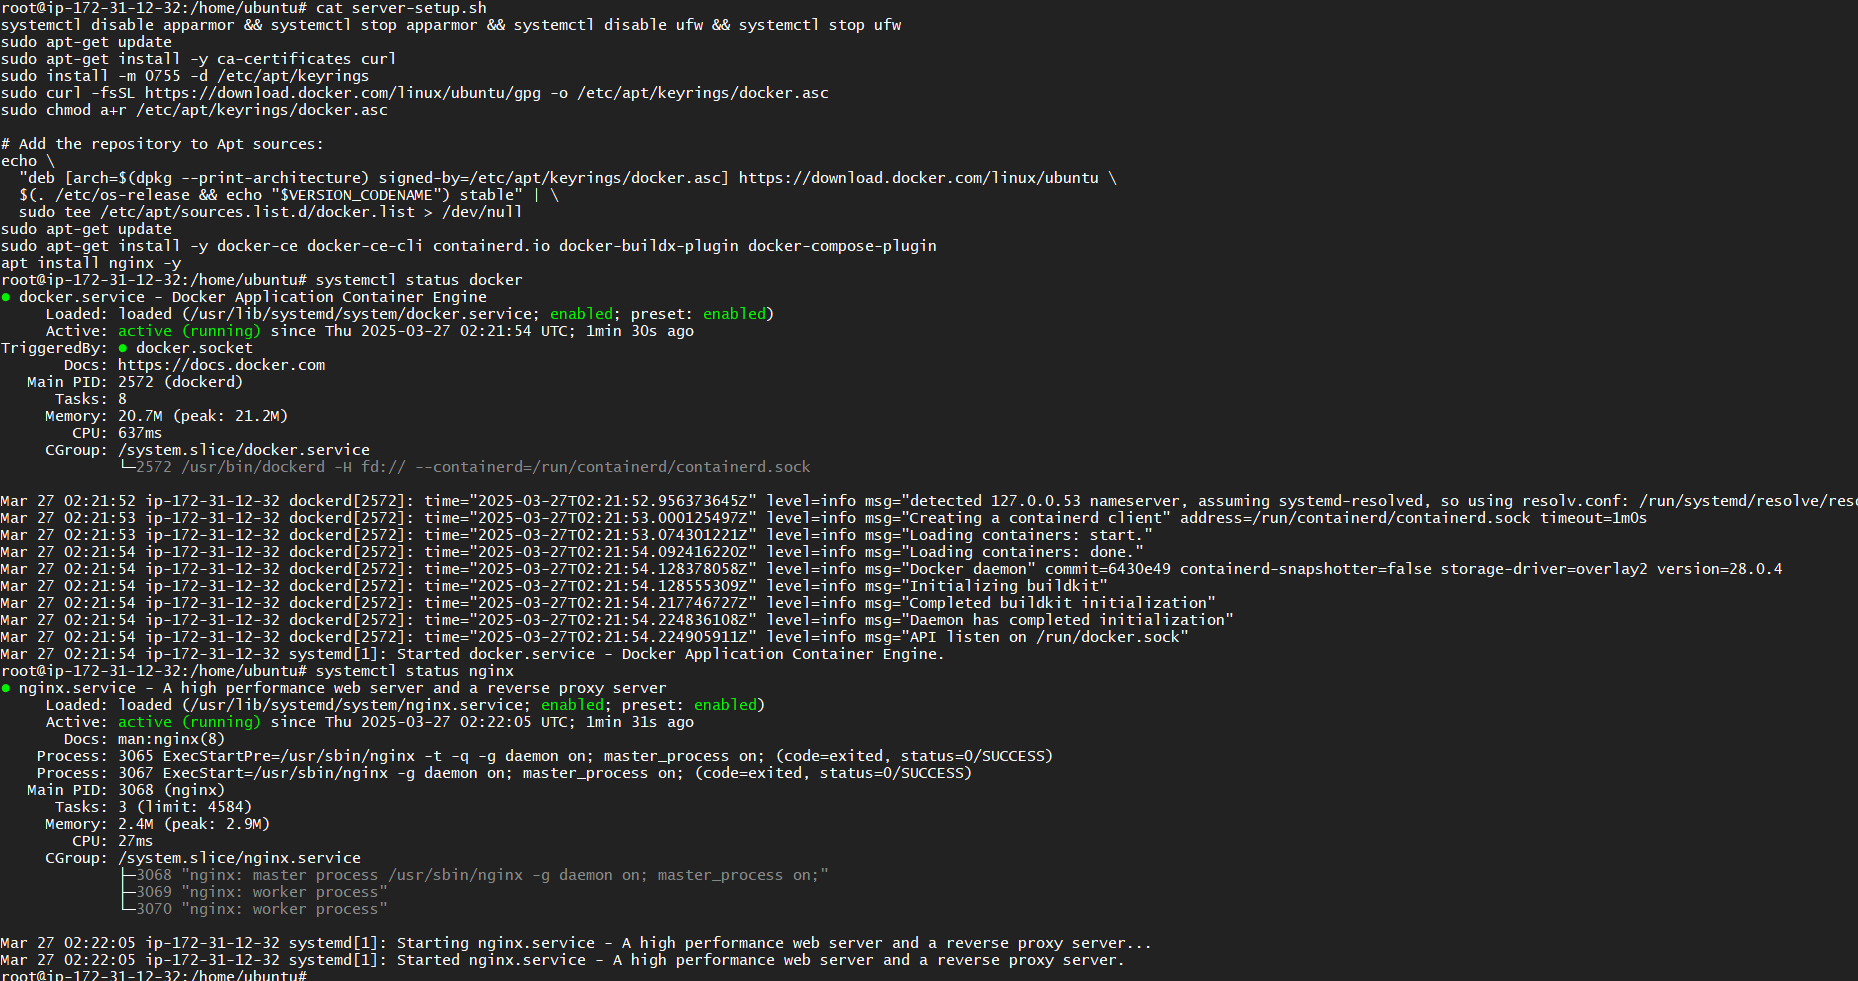 root@ip-172-31-12-32:/home/ubuntu# cat server-setup.sh
systemctl disable apparmor && systemctl stop apparmor && systemctl disable ufw && systemctl stop ufw
sudo apt-get update
sudo apt-get install -y ca-certificates curl
sudo install -m 0755 -d /etc/apt/keyrings
sudo curl -fsSL https://download.docker.com/linux/ubuntu/gpg -o /etc/apt/keyrings/docker.asc
sudo chmod a+r /etc/apt/keyrings/docker.asc

# Add the repository to Apt sources:
echo \
  "deb [arch=$(dpkg --print-architecture) signed-by=/etc/apt/keyrings/docker.asc] https://download.docker.com/linux/ubuntu \
  $(. /etc/os-release && echo "$VERSION_CODENAME") stable" | \
  sudo tee /etc/apt/sources.list.d/docker.list > /dev/null
sudo apt-get update
sudo apt-get install -y docker-ce docker-ce-cli containerd.io docker-buildx-plugin docker-compose-plugin
apt install nginx -y
root@ip-172-31-12-32:/home/ubuntu# systemctl status docker
● docker.service - Docker Application Container Engine
     Loaded: loaded (/usr/lib/systemd/system/docker.service; enabled; preset: enabled)
     Active: active (running) since Thu 2025-03-27 02:21:54 UTC; 1min 30s ago
TriggeredBy: ● docker.socket
       Docs: https://docs.docker.com
   Main PID: 2572 (dockerd)
      Tasks: 8
     Memory: 20.7M (peak: 21.2M)
        CPU: 637ms
     CGroup: /system.slice/docker.service
             └─2572 /usr/bin/dockerd -H fd:// --containerd=/run/containerd/containerd.sock

Mar 27 02:21:52 ip-172-31-12-32 dockerd[2572]: time="2025-03-27T02:21:52.956373645Z" level=info msg="detected 127.0.0.53 nameserver, assuming systemd-resolved, so using resolv.conf: /run/systemd/resolve/reso
Mar 27 02:21:53 ip-172-31-12-32 dockerd[2572]: time="2025-03-27T02:21:53.000125497Z" level=info msg="Creating a containerd client" address=/run/containerd/containerd.sock timeout=1m0s
Mar 27 02:21:53 ip-172-31-12-32 dockerd[2572]: time="2025-03-27T02:21:53.074301221Z" level=info msg="Loading containers: start."
Mar 27 02:21:54 ip-172-31-12-32 dockerd[2572]: time="2025-03-27T02:21:54.092416220Z" level=info msg="Loading containers: done."
Mar 27 02:21:54 ip-172-31-12-32 dockerd[2572]: time="2025-03-27T02:21:54.128378058Z" level=info msg="Docker daemon" commit=6430e49 containerd-snapshotter=false storage-driver=overlay2 version=28.0.4
Mar 27 02:21:54 ip-172-31-12-32 dockerd[2572]: time="2025-03-27T02:21:54.128555309Z" level=info msg="Initializing buildkit"
Mar 27 02:21:54 ip-172-31-12-32 dockerd[2572]: time="2025-03-27T02:21:54.217746727Z" level=info msg="Completed buildkit initialization"
Mar 27 02:21:54 ip-172-31-12-32 dockerd[2572]: time="2025-03-27T02:21:54.224836108Z" level=info msg="Daemon has completed initialization"
Mar 27 02:21:54 ip-172-31-12-32 dockerd[2572]: time="2025-03-27T02:21:54.224905911Z" level=info msg="API listen on /run/docker.sock"
Mar 27 02:21:54 ip-172-31-12-32 systemd[1]: Started docker.service - Docker Application Container Engine.
root@ip-172-31-12-32:/home/ubuntu# systemctl status nginx
● nginx.service - A high performance web server and a reverse proxy server
     Loaded: loaded (/usr/lib/systemd/system/nginx.service; enabled; preset: enabled)
     Active: active (running) since Thu 2025-03-27 02:22:05 UTC; 1min 31s ago
       Docs: man:nginx(8)
    Process: 3065 ExecStartPre=/usr/sbin/nginx -t -q -g daemon on; master_process on; (code=exited, status=0/SUCCESS)
    Process: 3067 ExecStart=/usr/sbin/nginx -g daemon on; master_process on; (code=exited, status=0/SUCCESS)
   Main PID: 3068 (nginx)
      Tasks: 3 (limit: 4584)
     Memory: 2.4M (peak: 2.9M)
        CPU: 27ms
     CGroup: /system.slice/nginx.service
             ├─3068 "nginx: master process /usr/sbin/nginx -g daemon on; master_process on;"
             ├─3069 "nginx: worker process"
             └─3070 "nginx: worker process"

Mar 27 02:22:05 ip-172-31-12-32 systemd[1]: Starting nginx.service - A high performance web server and a reverse proxy server...
Mar 27 02:22:05 ip-172-31-12-32 systemd[1]: Started nginx.service - A high performance web server and a reverse proxy server.
root@ip-172-31-12-32:/home/ubuntu#